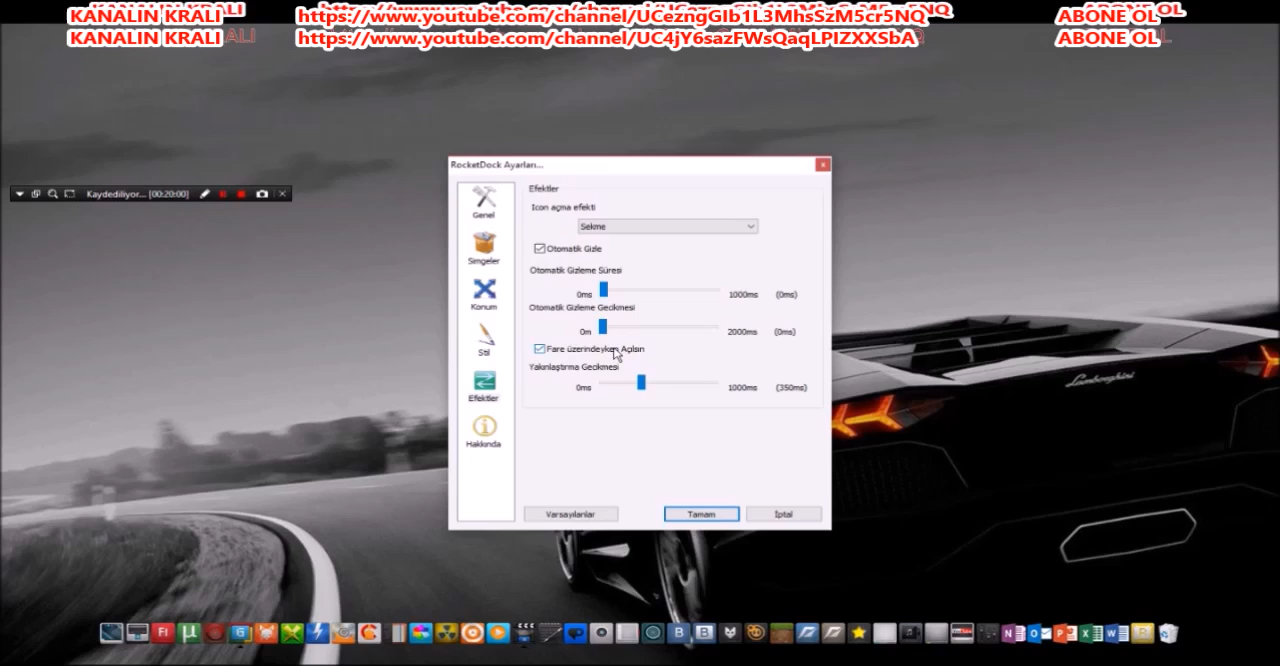 KANALIN KRALI https://www.youtube.com/channel/UCezngGIb1L3MhsSzM5cr5NQ ABONE OL
KANALIN KRALI https://www.youtube.com/channel/UC4jY6sazFWsQaqLPIZXXSbA ABONE OL
RocketDock Ayarları...
Kaydediliyor... [00:20:00]
Genel
Simgeler
Konum
Stil
Efektler
Hakkında
Efektler
Icon açma efekti
Sekme
Otomatik Gizle
Otomatik Gizleme Süresi
0ms 1000ms (0ms)
Otomatik Gizleme Gecikmesi
0m 2000ms (0ms)
Fare üzerindeyken Açılsın
Yakınlaştırma Gecikmesi
0ms 1000ms (350ms)
Varsayılanlar Tamam İptal
Lamborghini